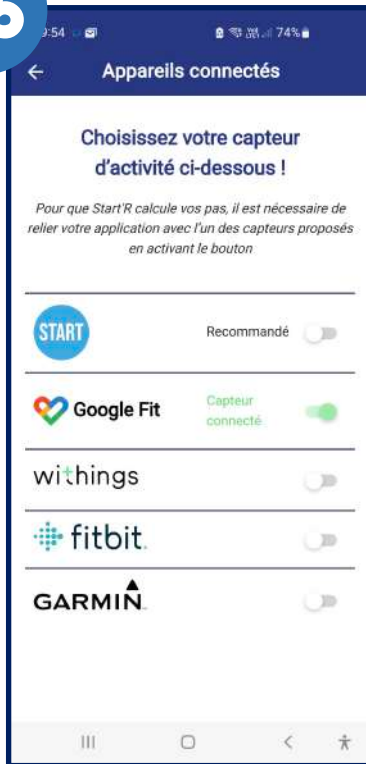 :54
74%
Appareils connectés
Choisissez votre capteur
d'activité ci-dessous !
Pour que Start'R calcule vos pas, il est nécessaire de
relier votre application avec l'un des capteurs proposés
en activant le bouton
START
Recommandé
Google Fit
Capteur
connecté
withings
fitbit.
GARMIN